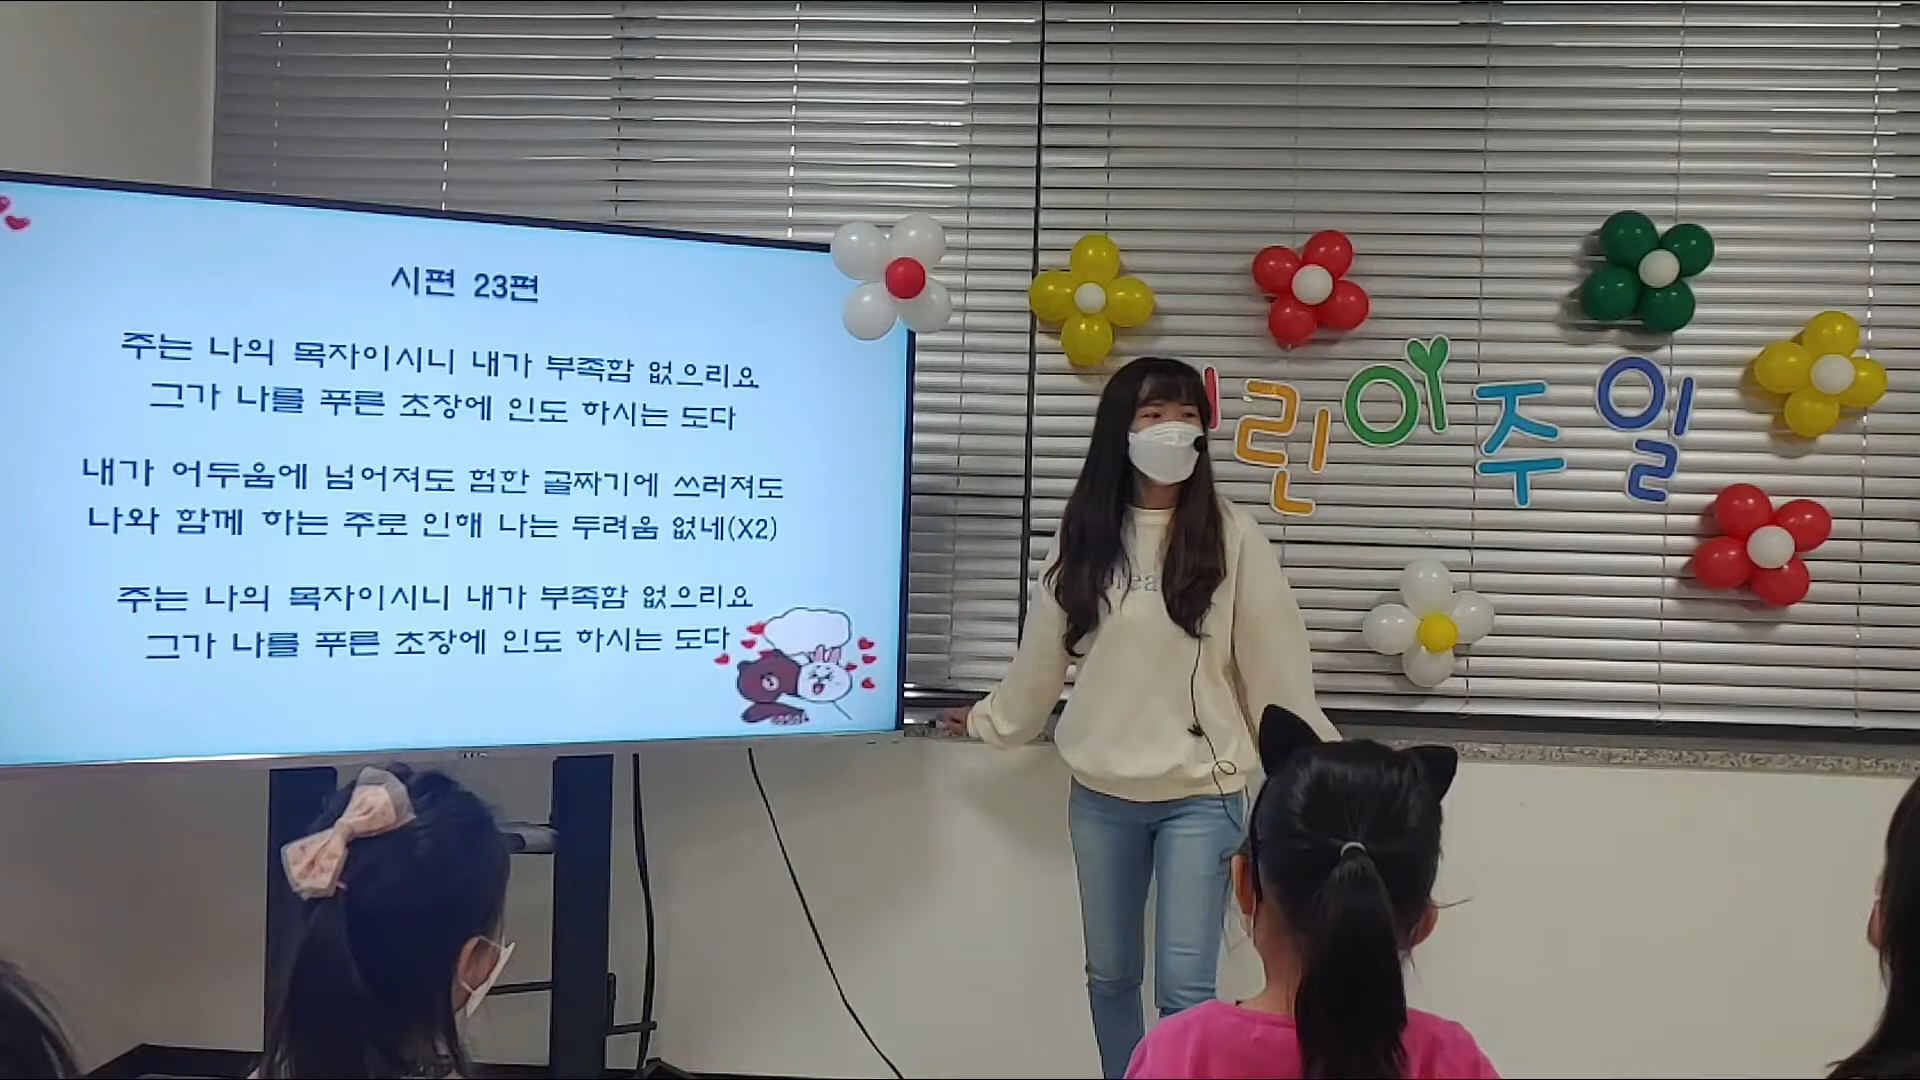 시편 23편
주는 나의 목자이시니 내가 부족함 없으리요
그가 나를 푸른 초장에 인도 하시는 도다
내가 어두움에 넘어져도 험한 골짜기에 쓰러져도
나와 함께 하는 주로 인해 나는 두려움 없네(X2)
주는 나의 목자이시니 내가 부족함 없으리요
그가 나를 푸른 초장에 인도 하시는 도다
린이주일